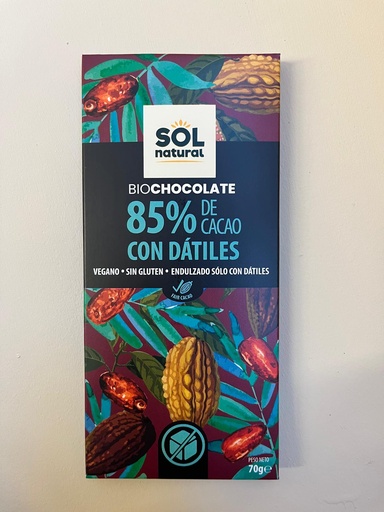 SOL
natural
BIOCHOCOLATE
85% DE
CACAO
CON DÁTILES
VEGANO • SIN GLUTEN • ENDULZADO SÓLO CON DÁTILES
FAIR CACAO
PESO NETO
70g℮